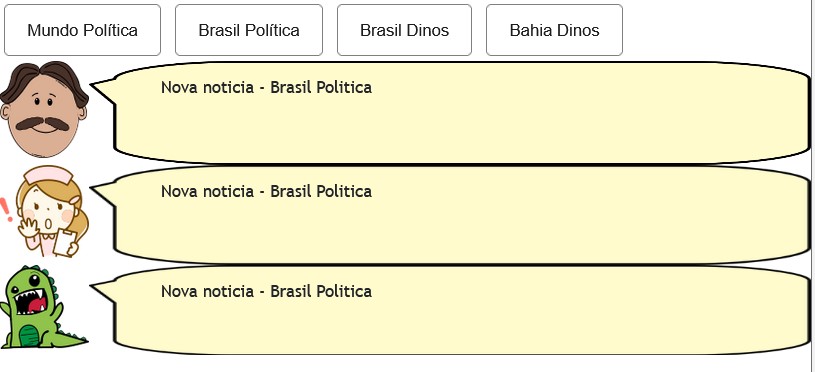 Mundo Política
Brasil Política
Brasil Dinos
Bahia Dinos
Nova noticia - Brasil Politica
Nova noticia - Brasil Politica
Nova noticia - Brasil Politica